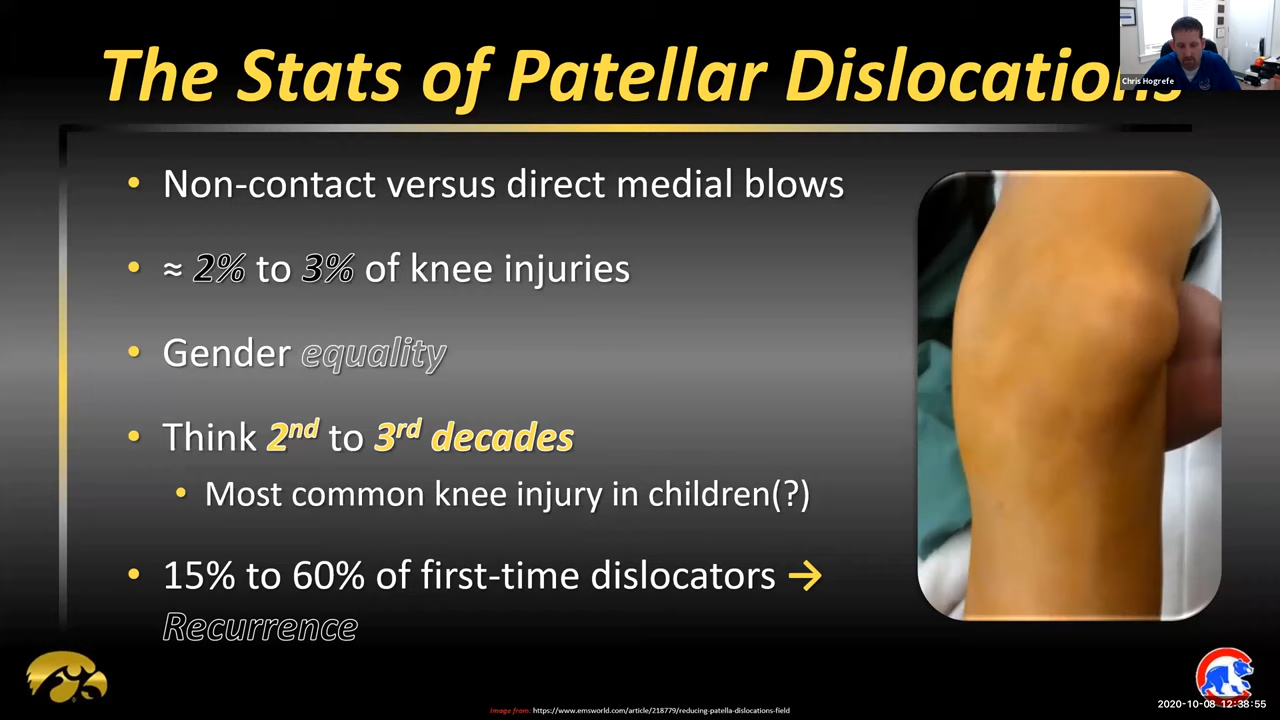 The Stats of Patellar Dislocations
Chris Hogrefe
• Non-contact versus direct medial blows
• ≈ 2% to 3% of knee injuries
• Gender equality
• Think 2nd to 3rd decades
• Most common knee injury in children(?)
• 15% to 60% of first-time dislocators →
Recurrence
Image from: https://www.emsworld.com/article/218779/reducing-patella-dislocations-field
2020-10-08 12:38:55